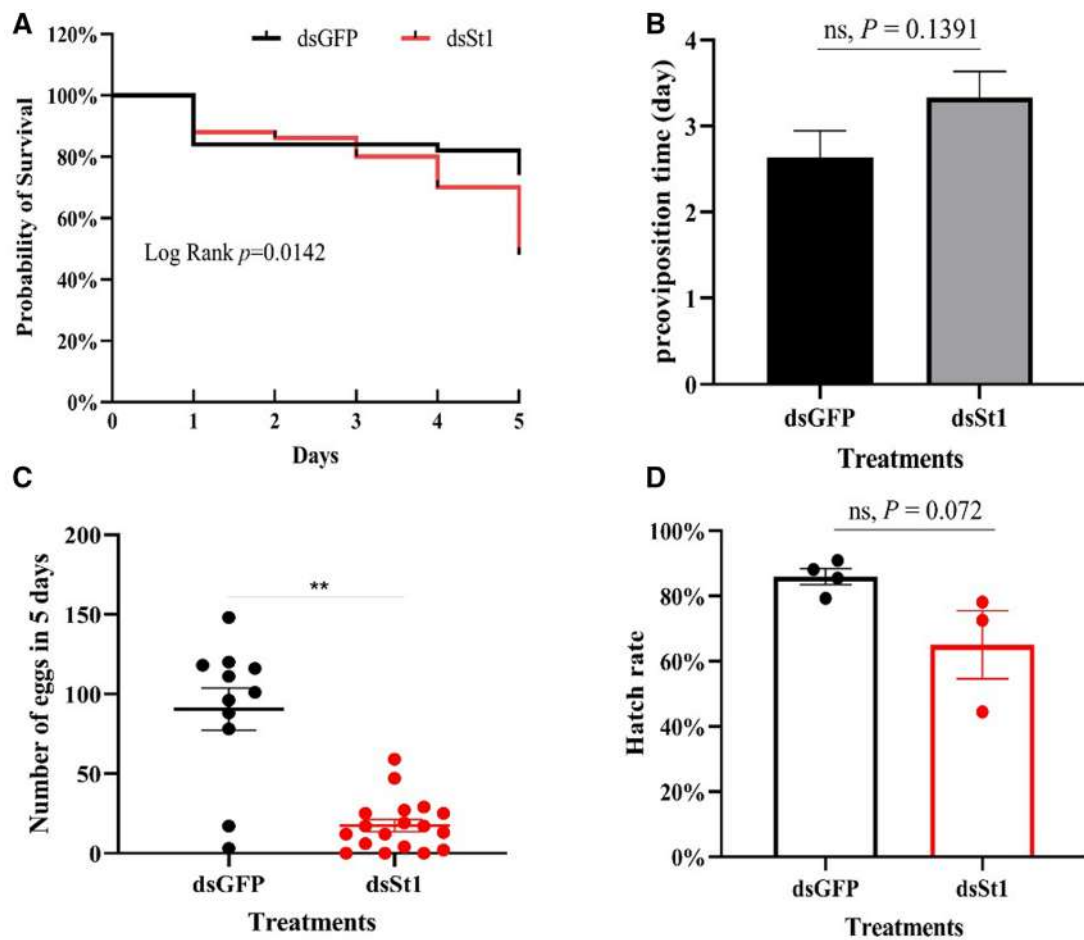 A
dsGFP dsSt1
120%
100%
80%
60%
40%
20%
0%
Probability of Survival
Log Rank p=0.0142
0 1 2 3 4 5
Days
B
ns, P = 0.1391
4
3
2
1
0
preoviposition time (day)
dsGFP dsSt1
Treatments
C
200
150
100
50
0
Number of eggs in 5 days
**
dsGFP dsSt1
Treatments
D
ns, P = 0.072
100%
80%
60%
40%
20%
0%
Hatch rate
dsGFP dsSt1
Treatments